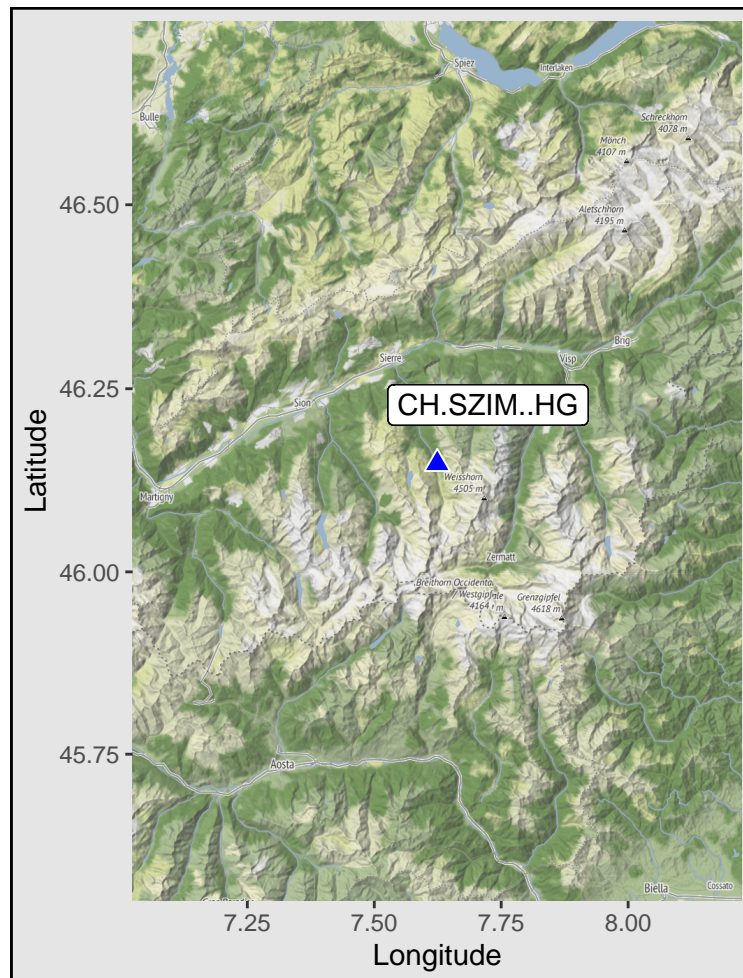 Spiez
Interlaken
Bulle
Schreckhorn
4078 m
Mönch
4107 m
46.50
Aletschhorn
4195 m
Brig
Sierre
Visp
46.25
CH.SZIM..HG
Sion
Latitude
Weisshorn
4505 m
Martigny
Zermatt
46.00
Breithorn Occidental
/ Westgipfele
4164 m
Grenzgipfel
4618 m
45.75
Aosta
Biella
Cossato
7.25
7.50
7.75
8.00
Longitude